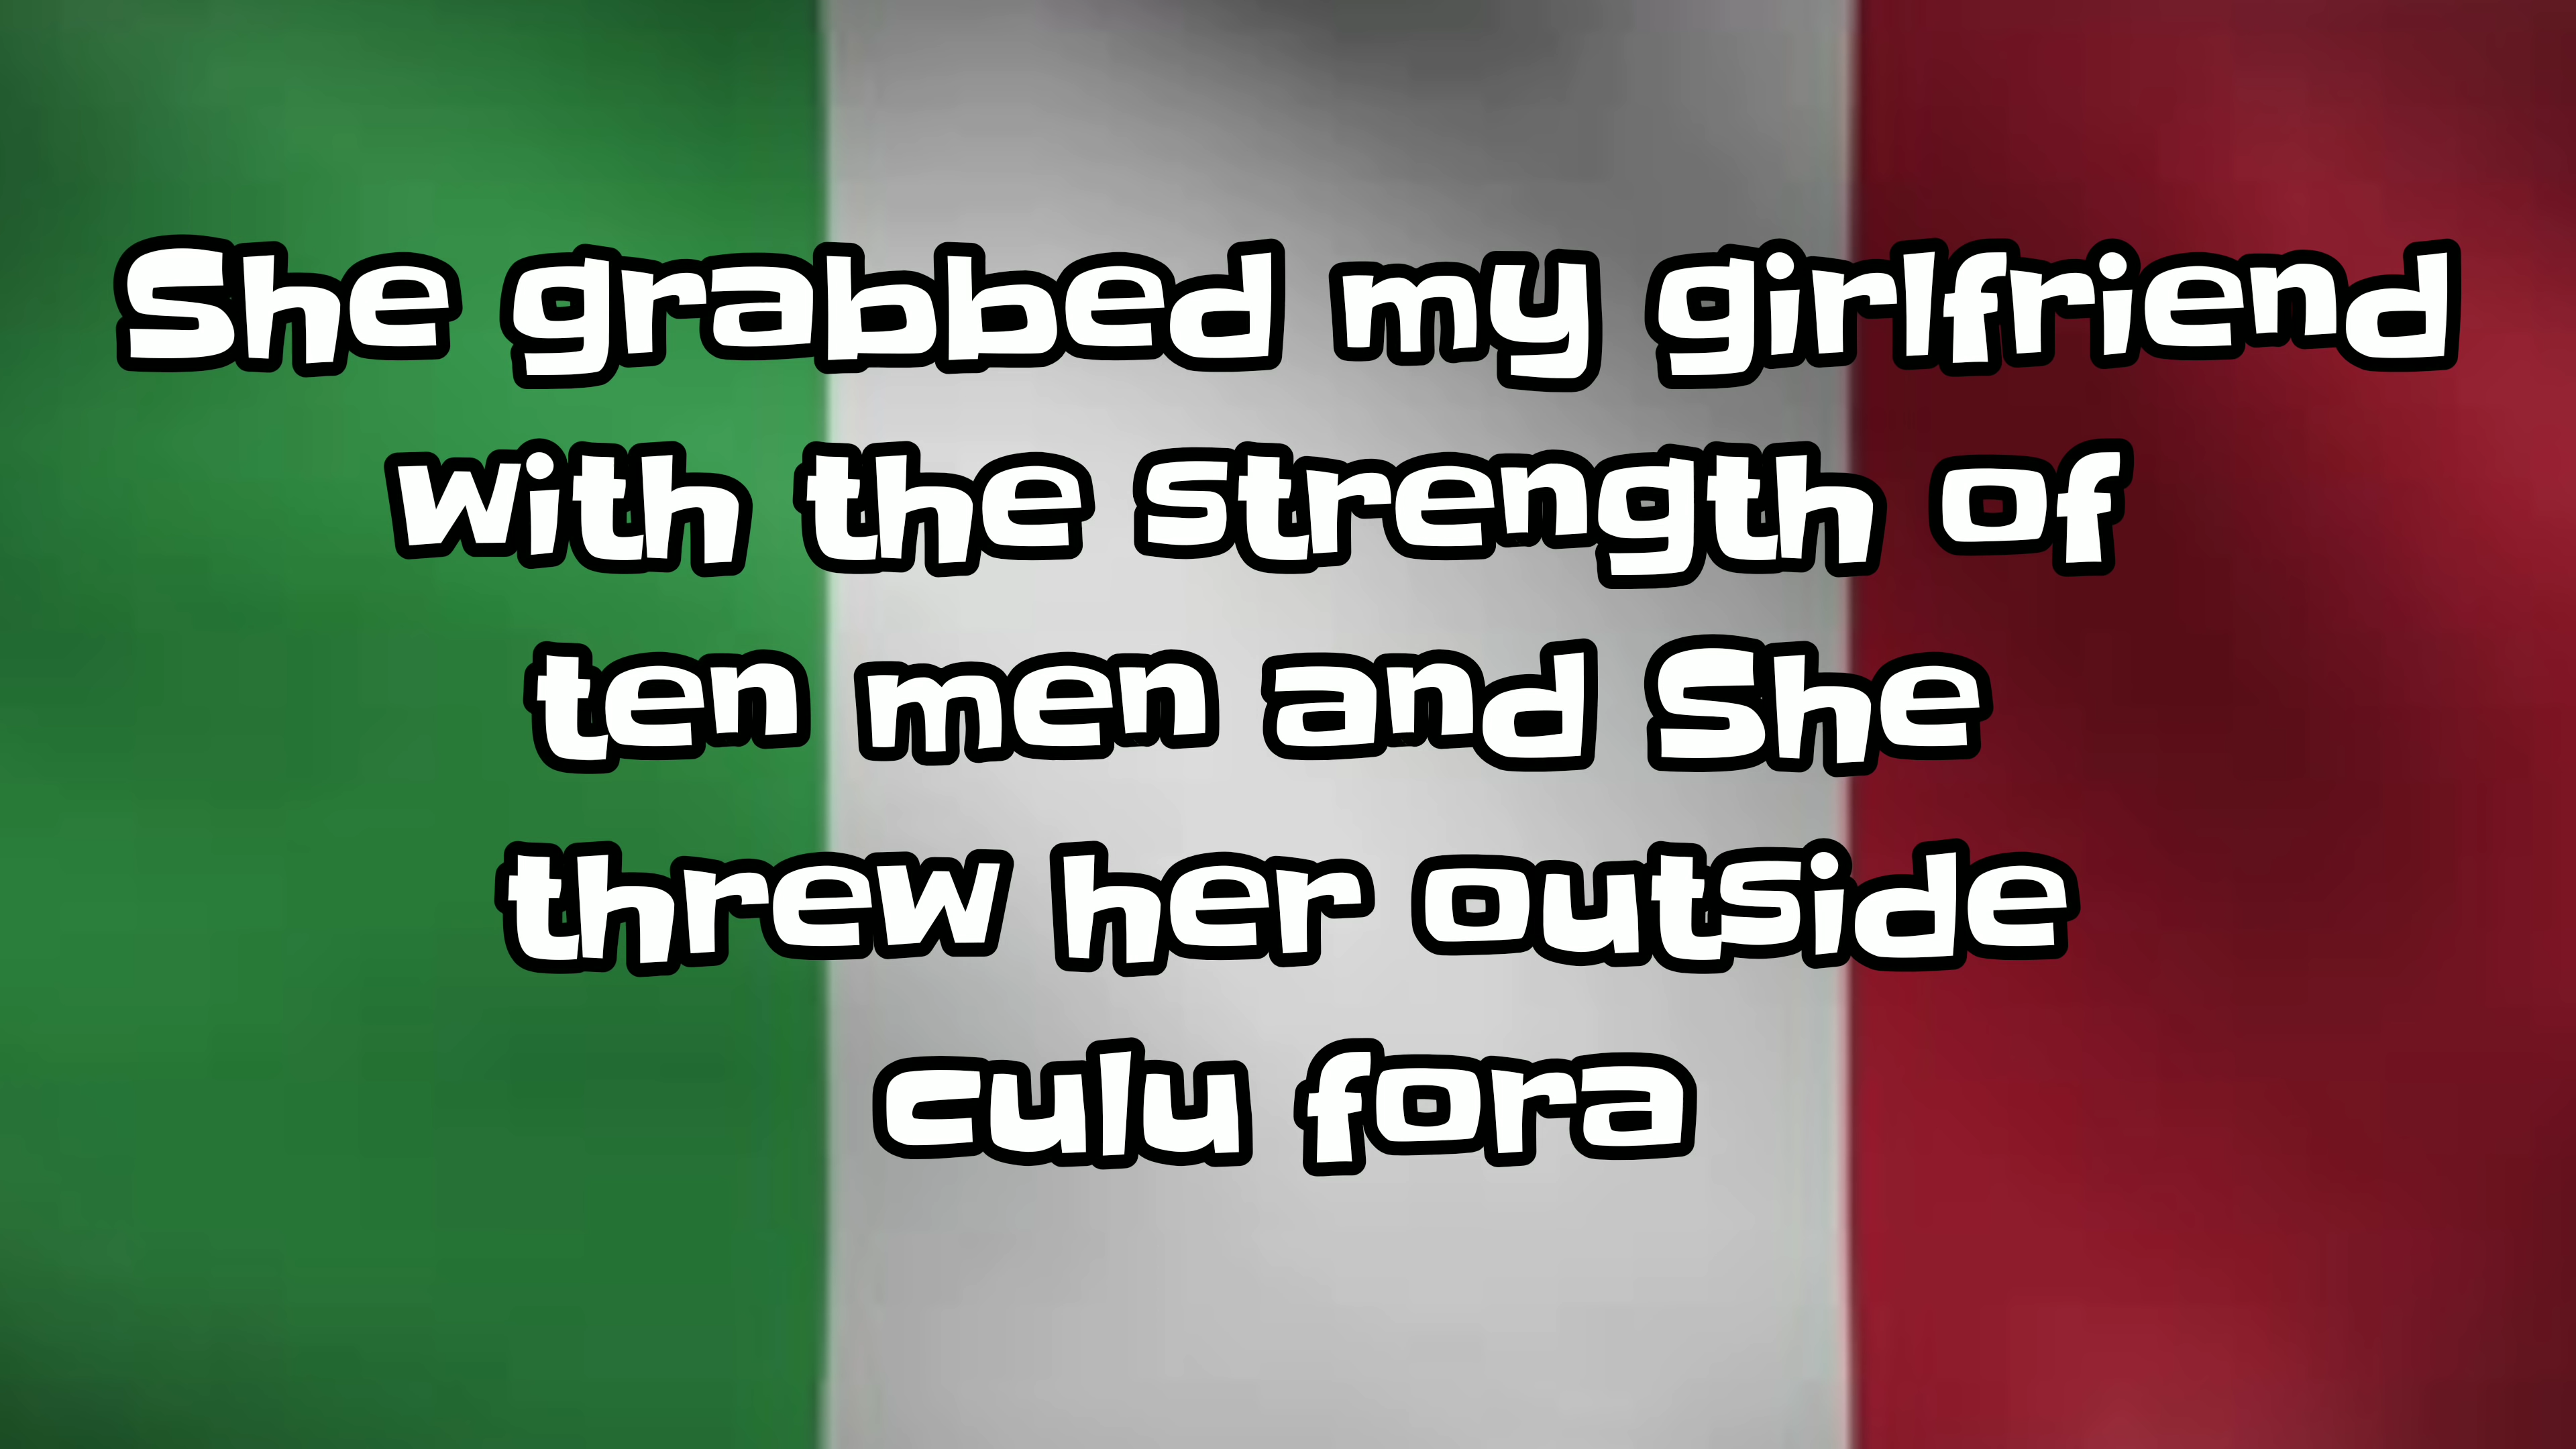 She grabbed my girlfriend
with the strength of
ten men and She
threw her outside
culu fora